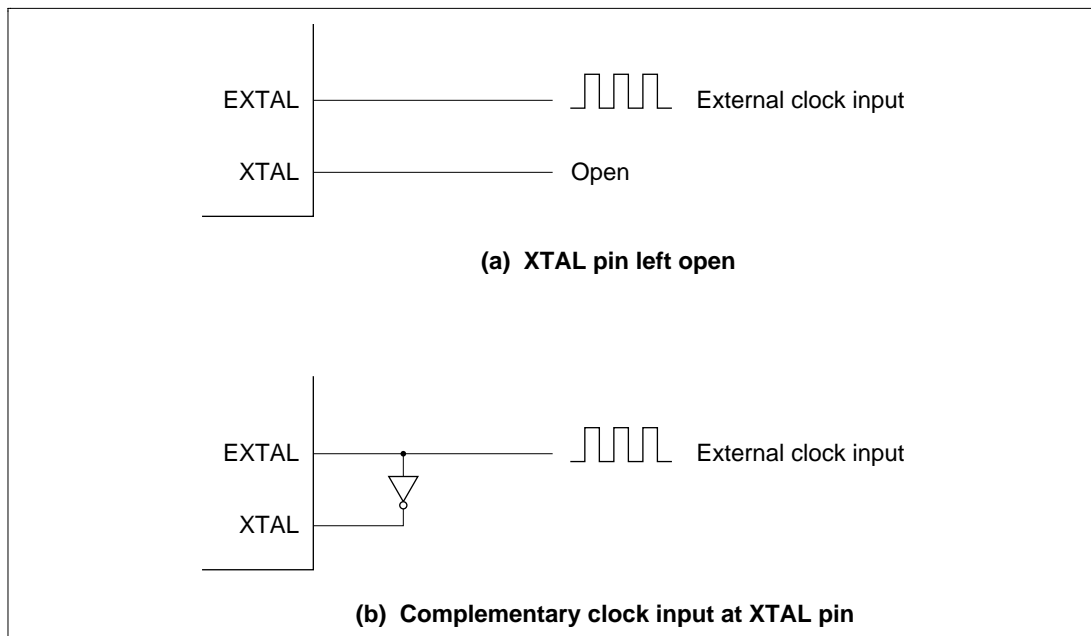 EXTAL External clock input
XTAL Open
(a) XTAL pin left open
EXTAL External clock input
XTAL
(b) Complementary clock input at XTAL pin